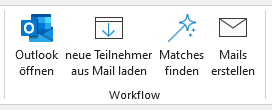 Outlook öffnen
neue Teilnehmer aus Mail laden
Matches finden
Mails erstellen
Workflow